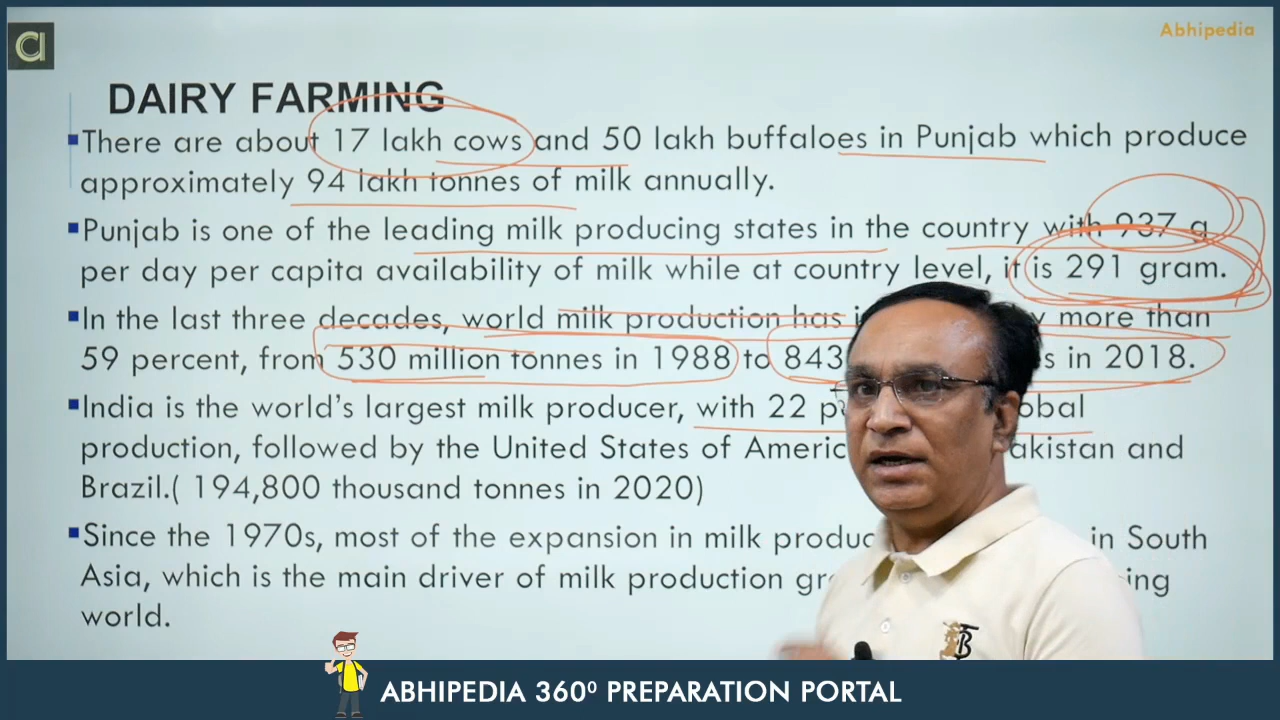 Abhipedia
DAIRY FARMING
There are about 17 lakh cows and 50 lakh buffaloes in Punjab which produce
approximately 94 lakh tonnes of milk annually.
Punjab is one of the leading milk producing states in the country with 937 g
per day per capita availability of milk while at country level, it is 291 gram.
In the last three decades, world milk production has more than
59 percent, from 530 million tonnes in 1988 to 843 in 2018.
India is the world's largest milk producer, with 22
production, followed by the United States of Pakistan and
Brazil.( 194,800 thousand tonnes in 2020)
Since the 1970s, most of the expansion in milk in South
Asia, which is the main driver of milk production
world.
ABHIPEDIA 360⁰ PREPARATION PORTAL